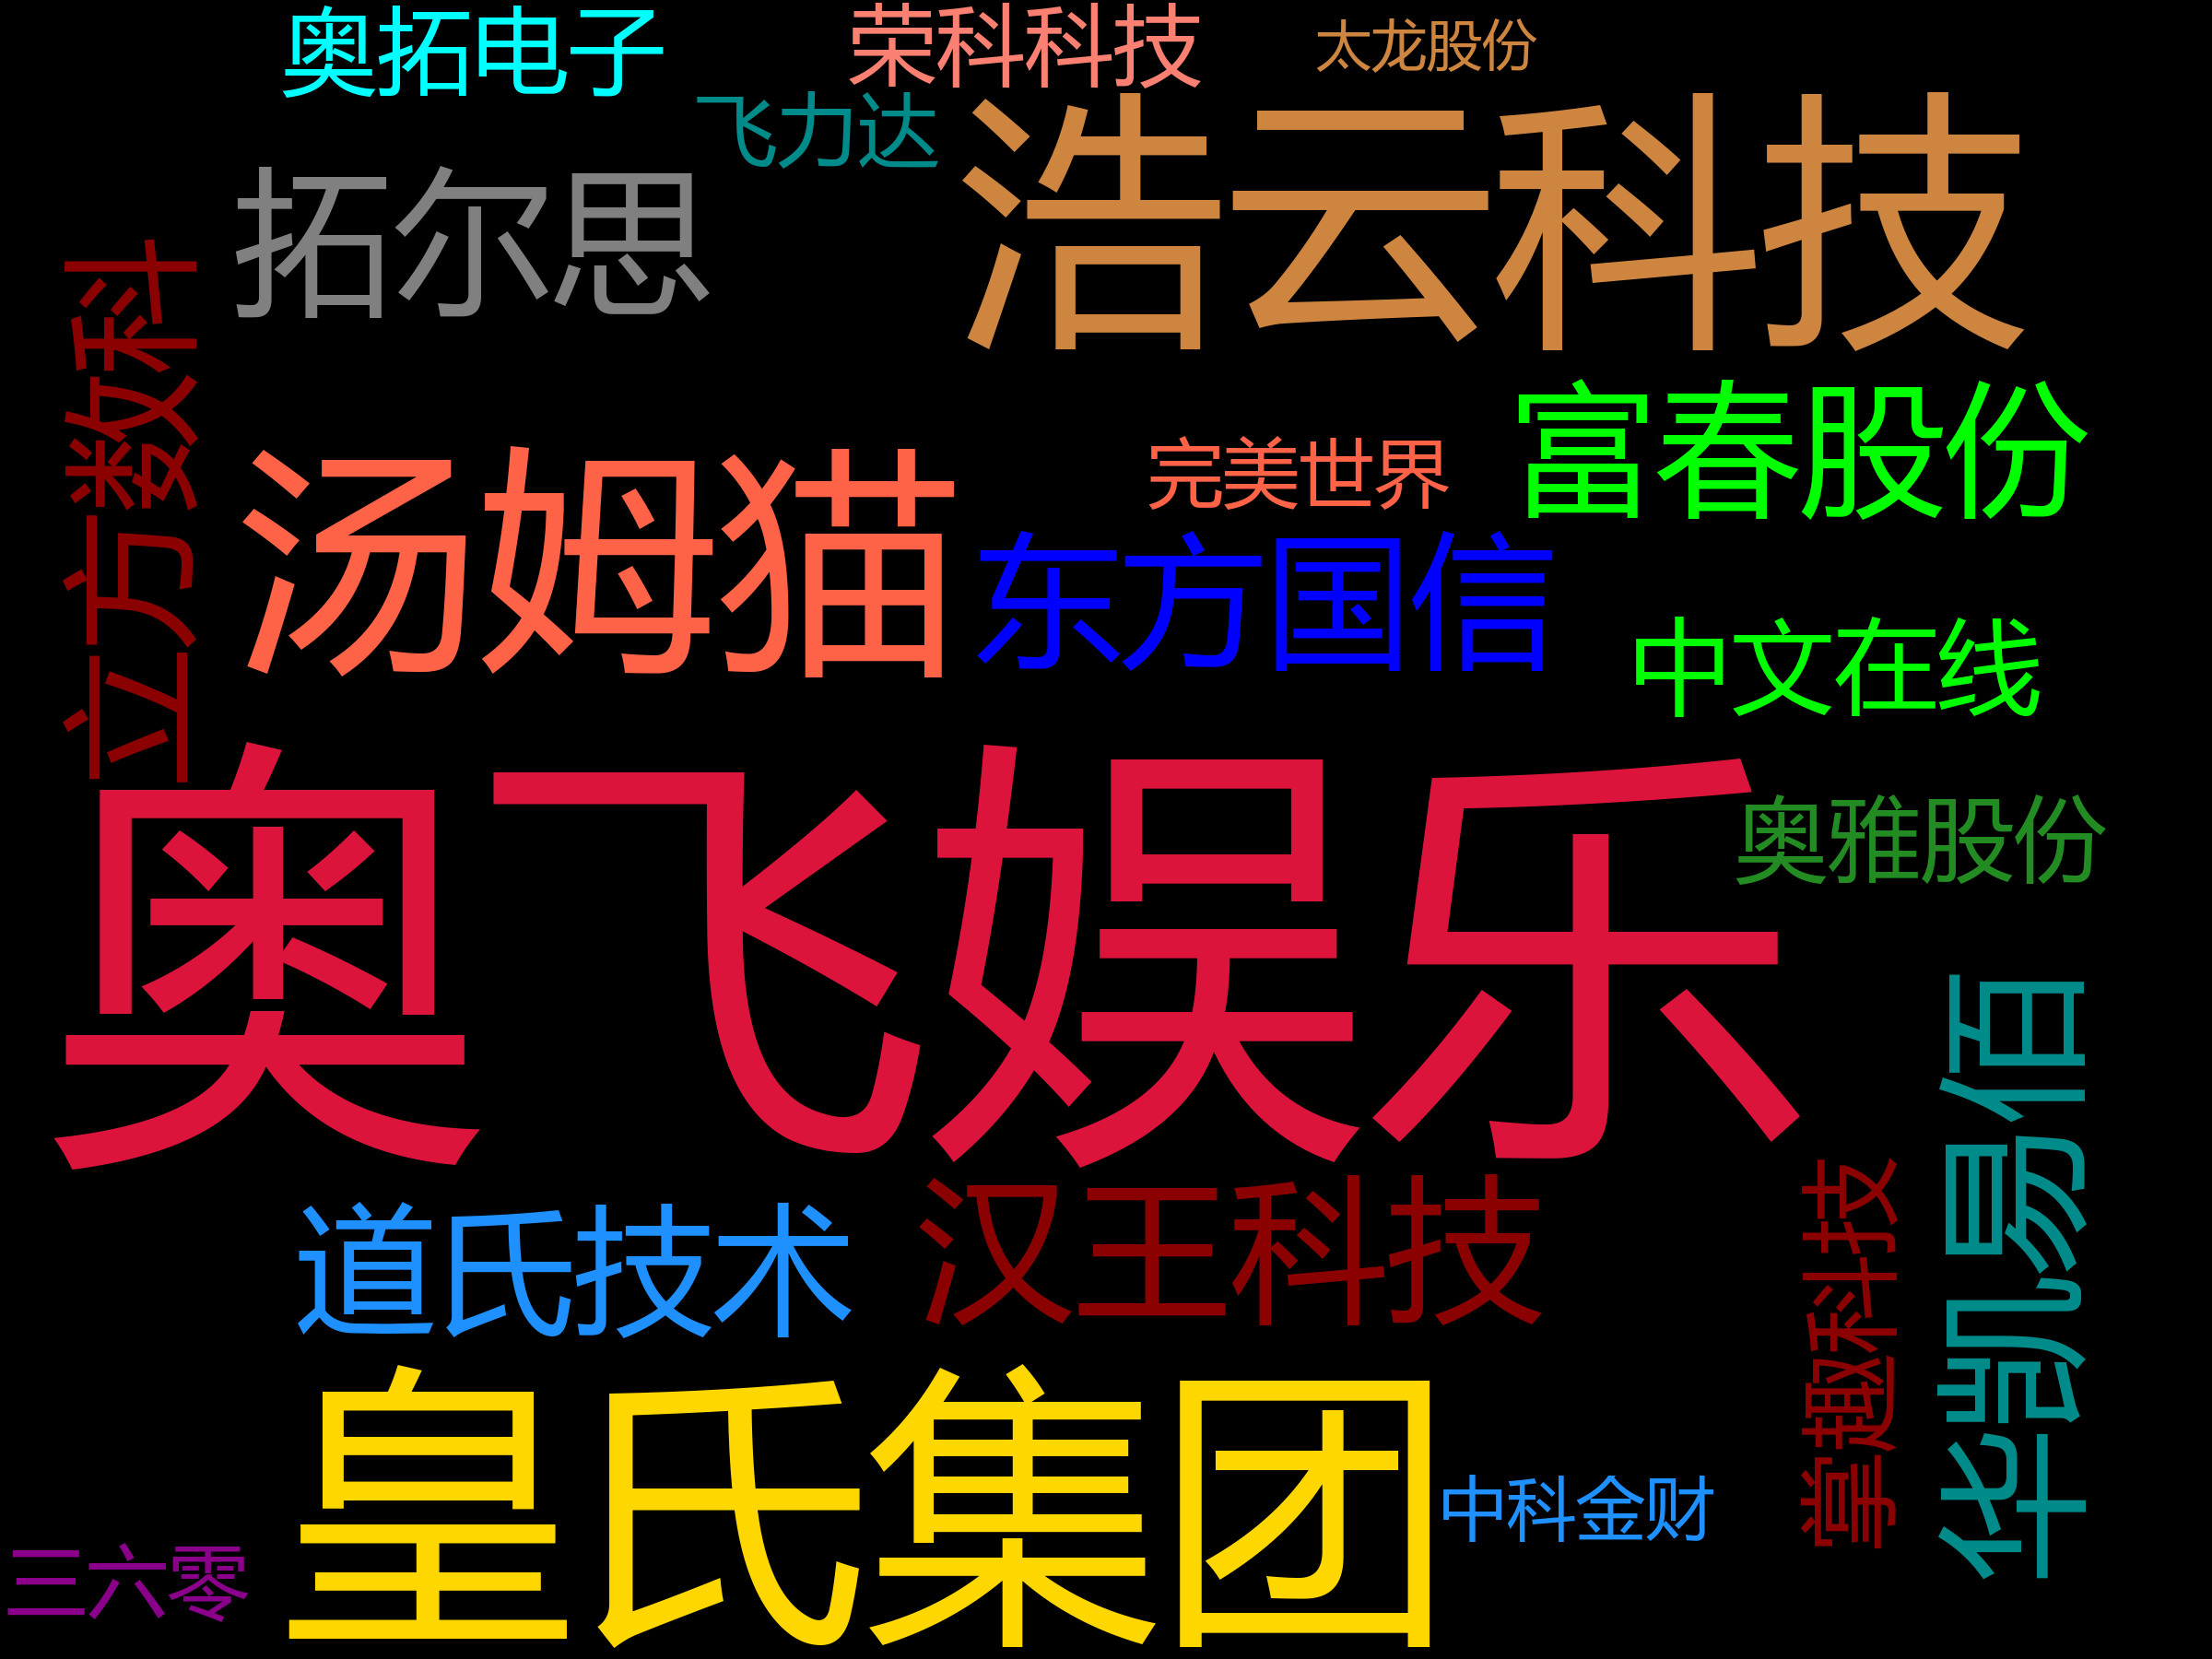 奥拓电子
荣科科技
太龙股份
飞力达
浩云科技
拓尔思
立方数科
富春股份
完美世界
汤姆猫
东方国信
中文在线
奥飞娱乐
奥雅股份
华凯易佰
掌趣科技
汉王科技
道氏技术
皇氏集团
中科金财
三六零